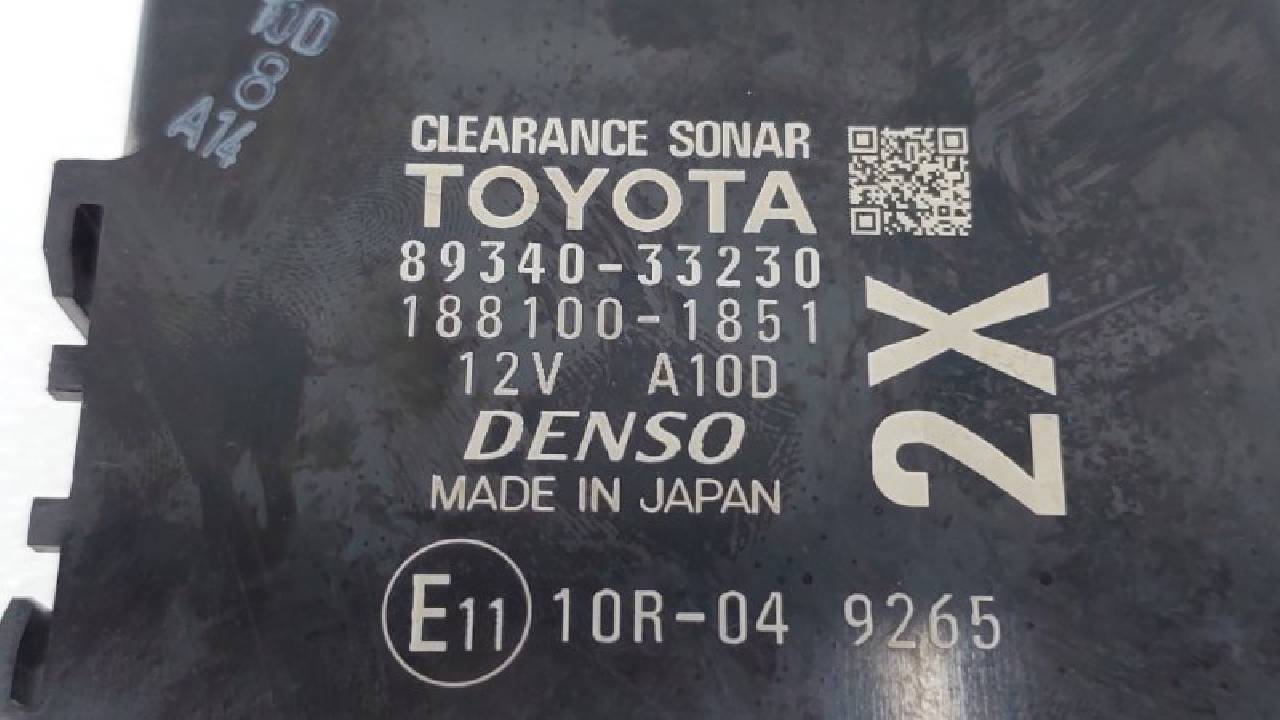 10D
8
A14
CLEARANCE SONAR
TOYOTA
89340-33230
188100-1851
12V A10D
DENSO
MADE IN JAPAN
2X
E11 10R-04 9265